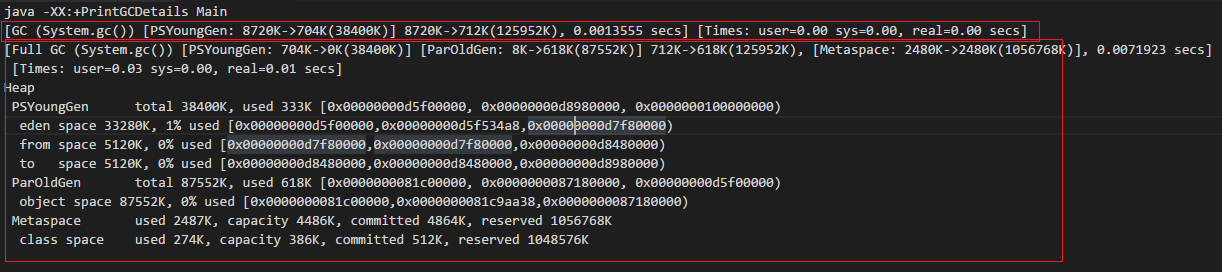 java -XX:+PrintGCDetails Main
[GC (System.gc()) [PSYoungGen: 8720K->704K(38400K)] 8720K->712K(125952K), 0.0013555 secs] [Times: user=0.00 sys=0.00, real=0.00 secs]
[Full GC (System.gc()) [PSYoungGen: 704K->0K(38400K)] [ParOldGen: 8K->618K(87552K)] 712K->618K(125952K), [Metaspace: 2480K->2480K(1056768K)], 0.0071923 secs]
[Times: user=0.03 sys=0.00, real=0.01 secs]
Heap
PSYoungGen total 38400K, used 333K [0x00000000d5f00000, 0x00000000d8980000, 0x0000000100000000)
eden space 33280K, 1% used [0x00000000d5f00000,0x00000000d5f534a8,0x00000000d7f80000)
from space 5120K, 0% used [0x00000000d7f80000,0x00000000d7f80000,0x00000000d8480000)
to space 5120K, 0% used [0x00000000d8480000,0x00000000d8480000,0x00000000d8980000)
ParOldGen total 87552K, used 618K [0x0000000081c00000, 0x0000000087180000, 0x00000000d5f00000)
object space 87552K, 0% used [0x0000000081c00000,0x0000000081c9aa38,0x0000000087180000)
Metaspace used 2487K, capacity 4486K, committed 4864K, reserved 1056768K
class space used 274K, capacity 386K, committed 512K, reserved 1048576K